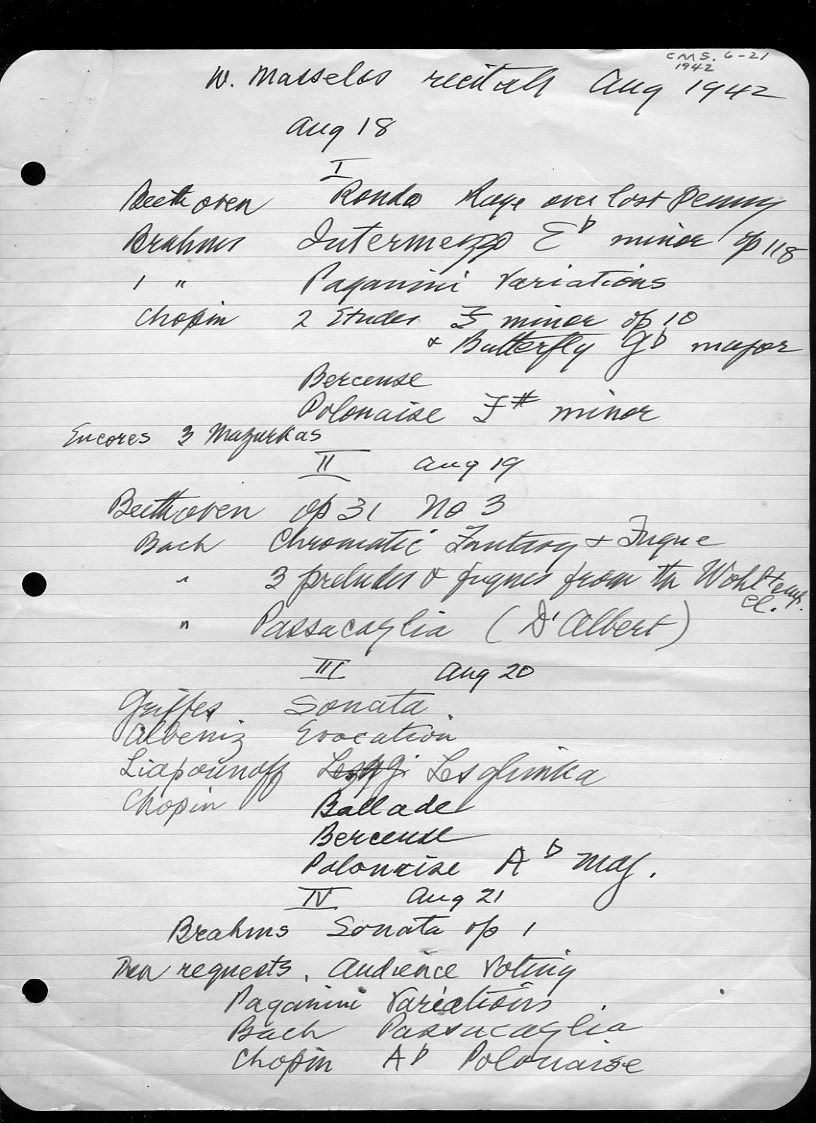 CMS. 6-21
1942
W. Masselos recitals Aug 1942
Aug 18
I
Beethoven Rondo Rage over lost Penny
Brahms Intermezzo E♭ minor op 118
1 " Paganini Variations
Chopin 2 Etudes F minor op 10
& Butterfly G♭ major
Berceuse
Polonaise F# minor
Encores 3 Mazurkas
II Aug 19
Beethoven op 31 No 3
Bach Chromatic Fantasy & Fugue
" 3 preludes & fugues from the Wohltemp.
Cl.
" Passacaglia (D'Albert)
III Aug 20
Griffes Sonata
Albeniz Evocation
Liapounoff Lesghinka
Chopin Ballade
Berceuse
Polonaise A♭ Maj.
IV Aug 21
Brahms Sonata op 1
Then requests. Audience Voting
Paganini Variations
Bach Passacaglia
Chopin A♭ Polonaise